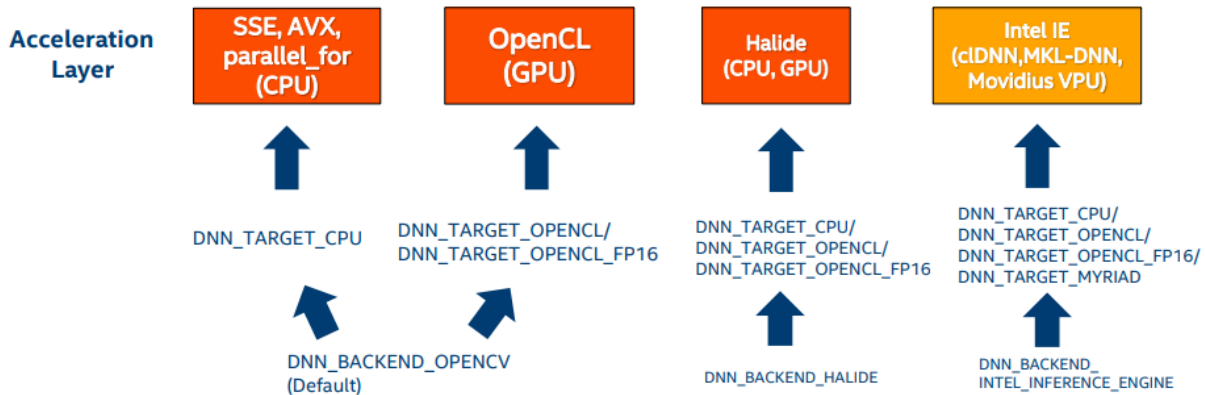 Acceleration
Layer
SSE, AVX,
parallel_for
(CPU)
OpenCL
(GPU)
Halide
(CPU, GPU)
Intel IE
(clDNN,MKL-DNN,
Movidius VPU)
DNN_TARGET_CPU
DNN_TARGET_OPENCL/
DNN_TARGET_OPENCL_FP16
DNN_TARGET_CPU/
DNN_TARGET_OPENCL/
DNN_TARGET_OPENCL_FP16
DNN_TARGET_CPU/
DNN_TARGET_OPENCL/
DNN_TARGET_OPENCL_FP16/
DNN_TARGET_MYRIAD
DNN_BACKEND_OPENCV
(Default)
DNN_BACKEND_HALIDE
DNN_BACKEND_
INTEL_INFERENCE_ENGINE